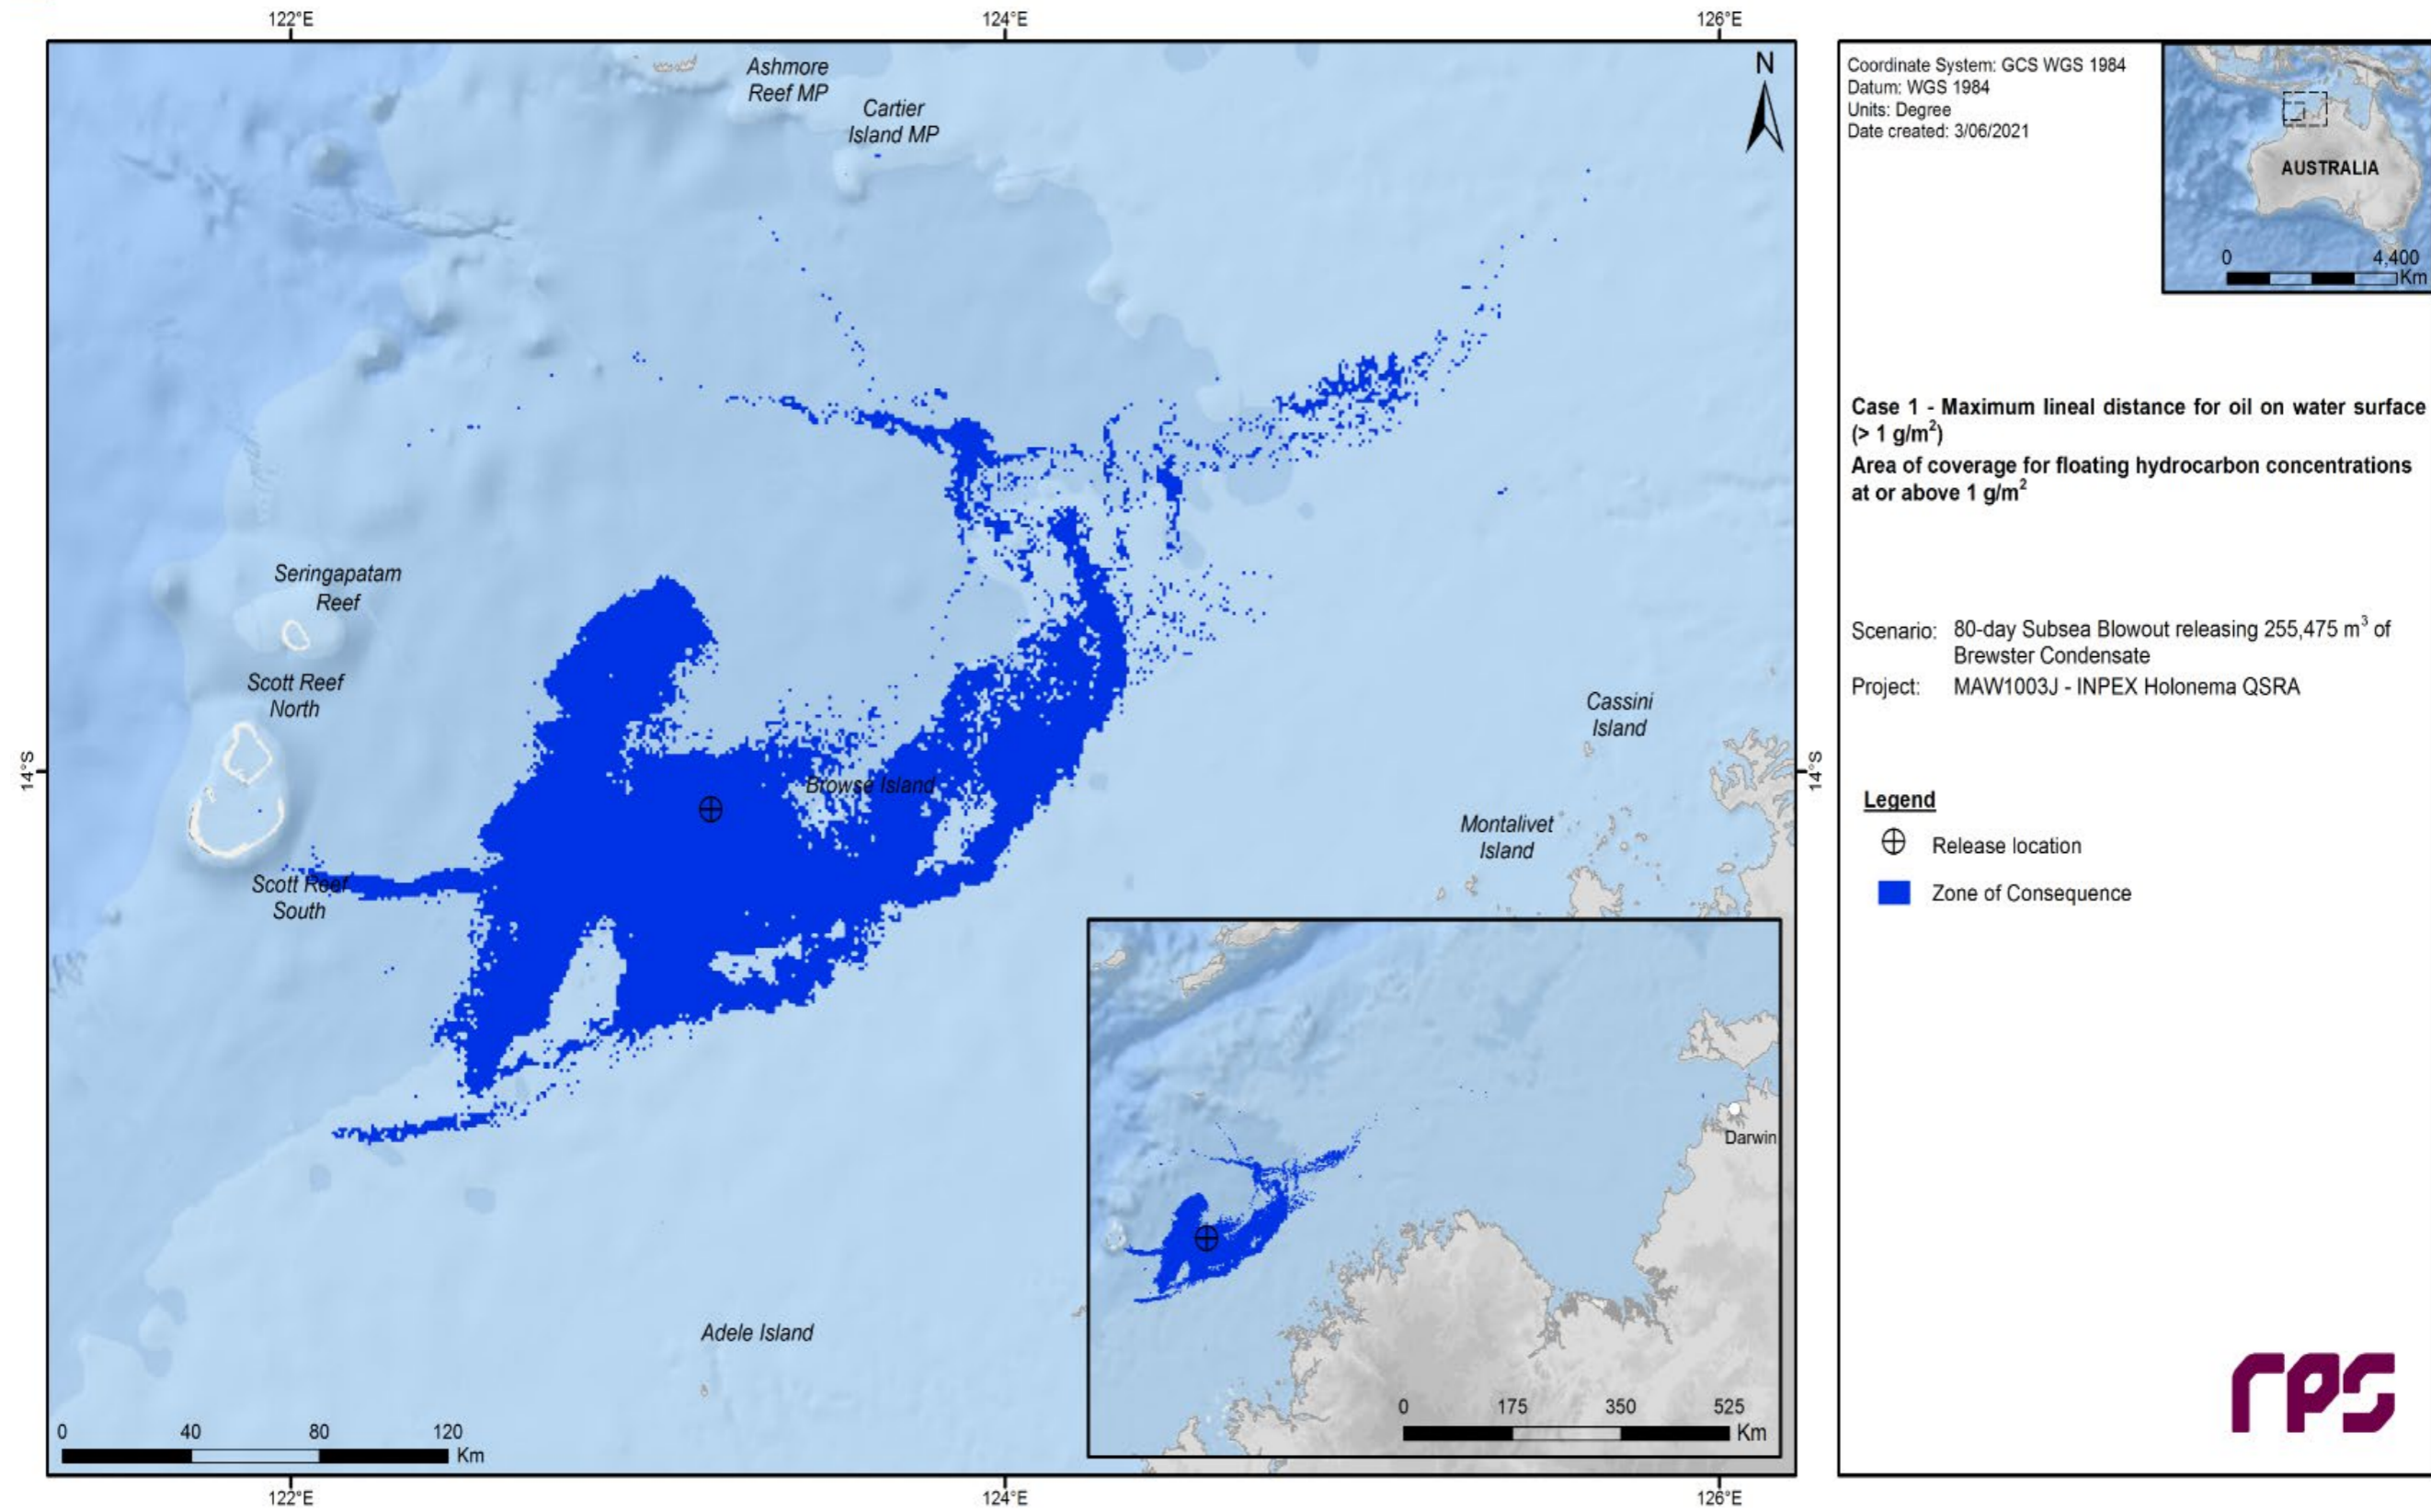 122°E
124°E
126°E
Ashmore
Reef MP
Cartier
Island MP
N
Seringapatam
Reef
Scott Reef
North
Cassini
Island
14°S
14°S
Browse Island
Montalivet
Island
Scott Reef
South
Adele Island
Darwin
0 175 350 525
Km
0 40 80 120
Km
122°E
124°E
126°E
Coordinate System: GCS WGS 1984
Datum: WGS 1984
Units: Degree
Date created: 3/06/2021
AUSTRALIA
0 4,400
Km
Case 1 - Maximum lineal distance for oil on water surface
(> 1 g/m²)
Area of coverage for floating hydrocarbon concentrations
at or above 1 g/m²
Scenario: 80-day Subsea Blowout releasing 255,475 m³ of
Brewster Condensate
Project: MAW1003J - INPEX Holonema QSRA
Legend
Release location
Zone of Consequence
rps